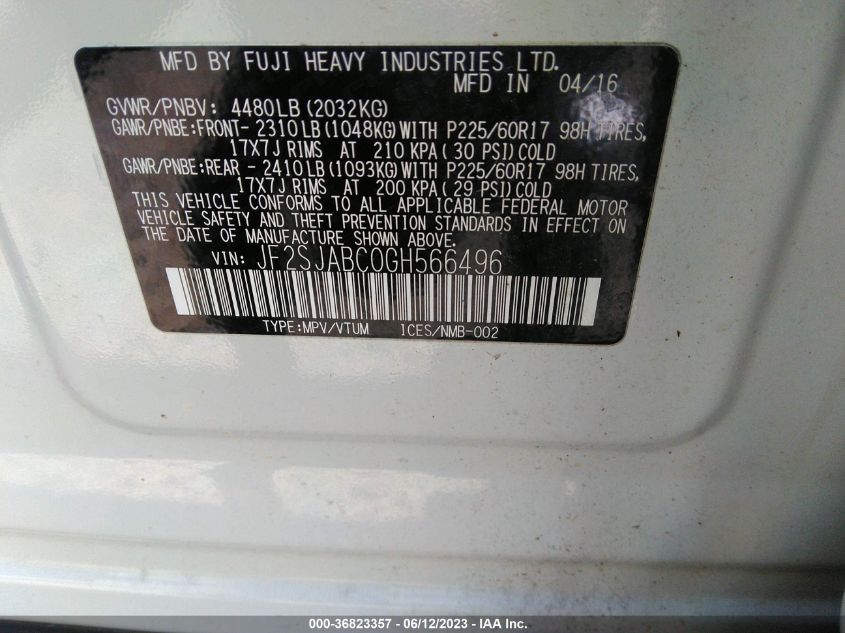 MFD BY FUJI HEAVY INDUSTRIES LTD.
MFD IN 04/16
GVWR/PNBV: 4480LB (2032KG)
GAWR/PNBE:FRONT- 2310LB (1048KG) WITH P225/60R17 98H TIRES,
17X7J RIMS AT 210 KPA ( 30 PSI) COLD
GAWR/PNBE:REAR - 2410LB (1093KG) WITH P225/60R17 98H TIRES,
17X7J RIMS AT 200 KPA ( 29 PSI) COLD
THIS VEHICLE CONFORMS TO ALL APPLICABLE FEDERAL MOTOR
VEHICLE SAFETY AND THEFT PREVENTION STANDARDS IN EFFECT ON
THE DATE OF MANUFACTURE SHOWN ABOVE.
VIN: JF2SJABC0GH566496
TYPE:MPV/VTUM ICES/NMB-002
000-36823357 - 06/12/2023 - IAA Inc.